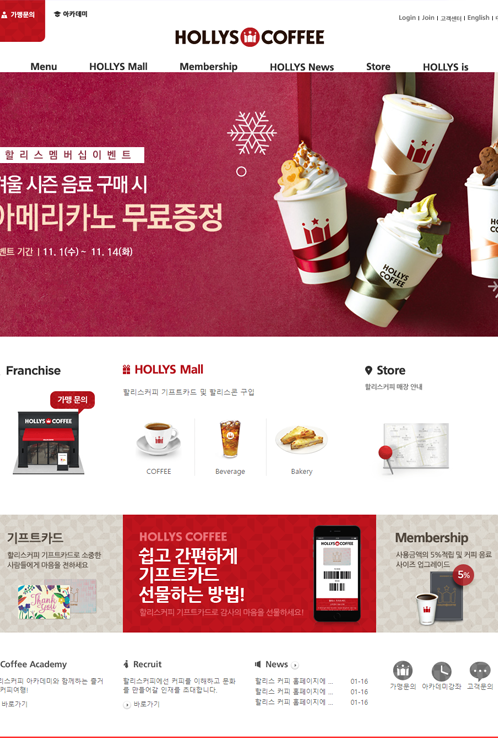 가맹문의
아카데미
Login
Join
고객센터
English
HOLLYS COFFEE
Menu
HOLLYS Mall
Membership
HOLLYS News
Store
HOLLYS is
할리스멤버십이벤트
겨울 시즌 음료 구매 시
아메리카노 무료증정
벤트 기간 | 11. 1(수) ~ 11. 14(화)
HOLLYS
COFFEE
Franchise
HOLLYS Mall
Store
할리스커피 기프트카드 및 할리스콘 구입
할리스커피 매장 안내
가맹 문의
HOLLYS COFFEE
COFFEE
Beverage
Bakery
기프트카드
할리스커피 기프트카드로 소중한
사람들에게 마음을 전하세요
Thank
You
HOLLYS COFFEE
쉽고 간편하게
기프트카드
선물하는 방법!
할리스커피 기프트카드로 감사의 마음을 선물하세요!
HOLLYS COFFEE
Membership
사용금액의 5%적립 및 커피 음료
사이즈 업그레이드
5%
Coffee Academy
리스 커피 아카데미와 함께하는 즐거
커피여행!
바로가기
Recruit
할리스커피에선 커피를 이해하고 문화
를 만들어갈 인재를 초대합니다.
바로가기
News
할리스 커피 홈페이지에 ... 01-16
할리스 커피 홈페이지에 ... 01-16
할리스 커피 홈페이지에 ... 01-16
가맹문의
아카데미강좌
고객문의